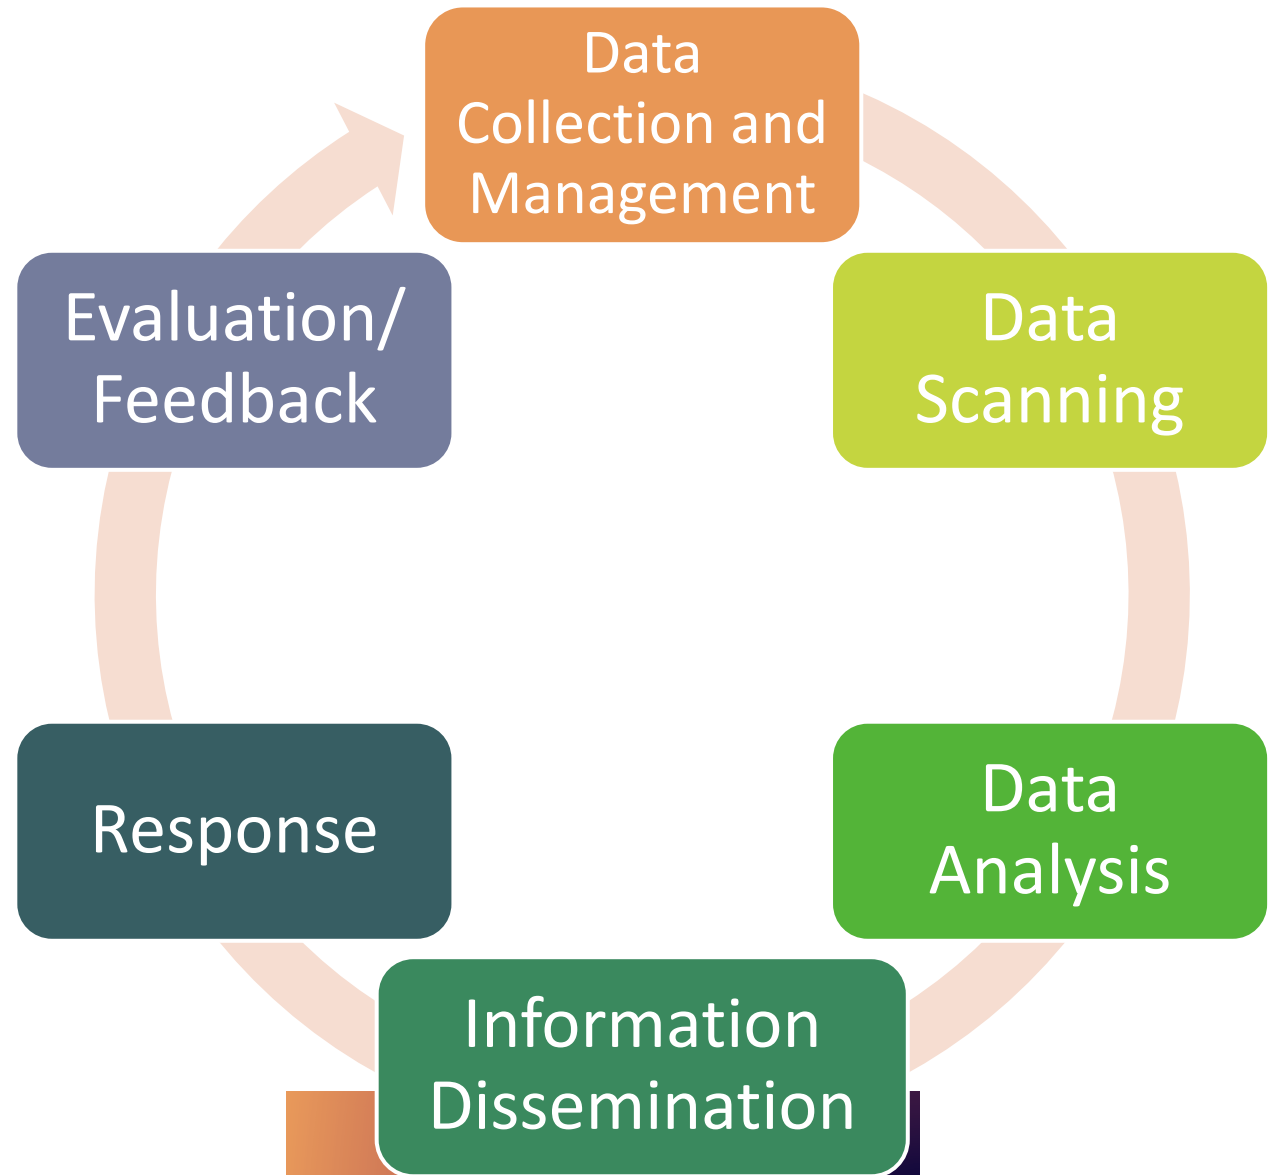 Data
Collection and
Management
Data
Scanning
Data
Analysis
Information
Dissemination
Response
Evaluation/
Feedback